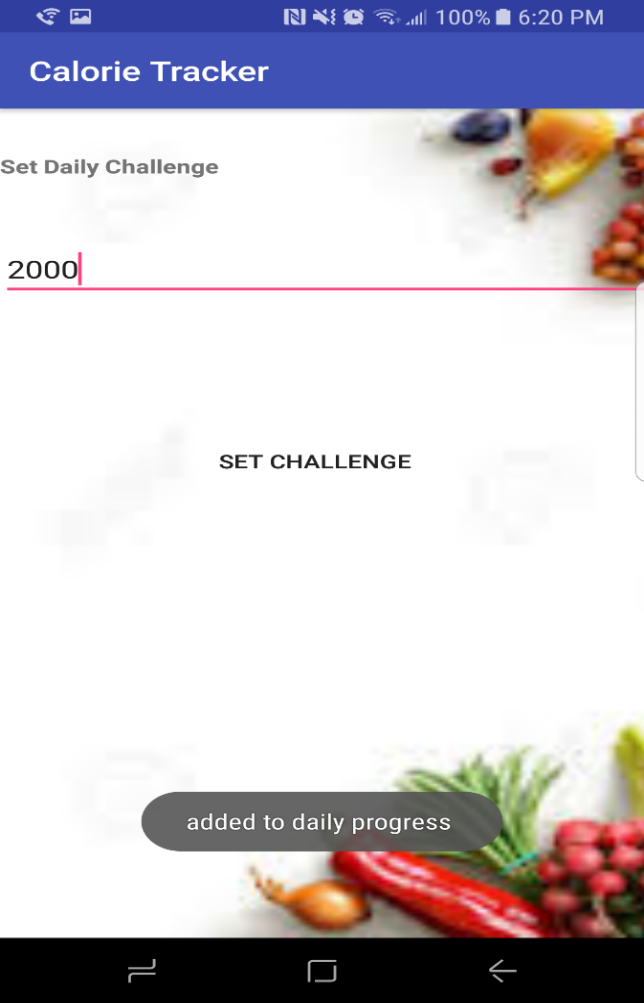 100% 6:20 PM
Calorie Tracker
Set Daily Challenge
2000
SET CHALLENGE
added to daily progress